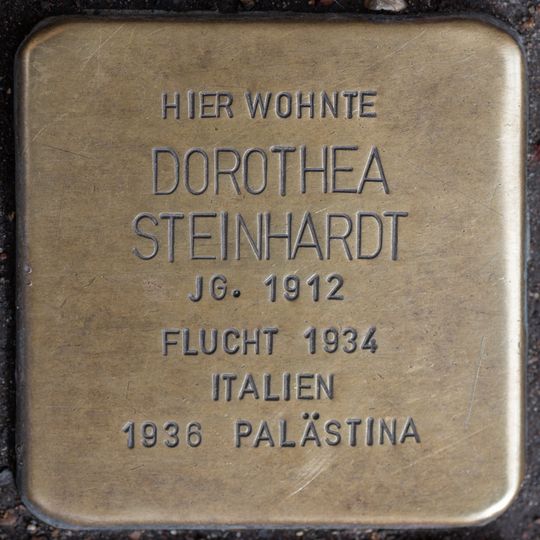 HIER WOHNTE
DOROTHEA
STEINHARDT
JG. 1912
FLUCHT 1934
ITALIEN
1936 PALÄSTINA